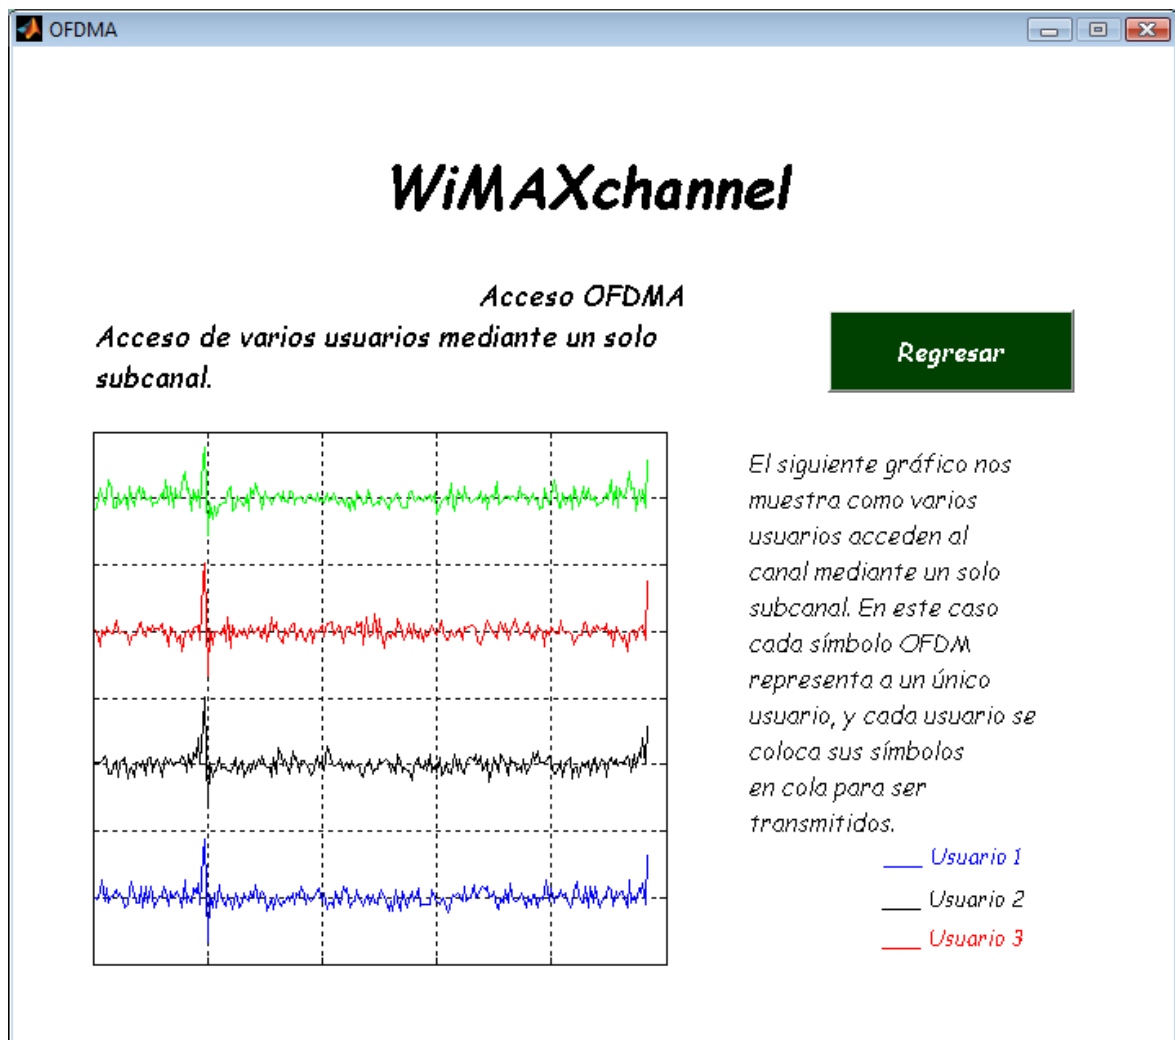 OFDMA
WiMAXchannel
Acceso OFDMA
Acceso de varios usuarios mediante un solo
subcanal.
Regresar
El siguiente gráfico nos
muestra como varios
usuarios acceden al
canal mediante un solo
subcanal. En este caso
cada símbolo OFDM
representa a un único
usuario, y cada usuario se
coloca sus símbolos
en cola para ser
transmitidos.
Usuario 1
Usuario 2
Usuario 3